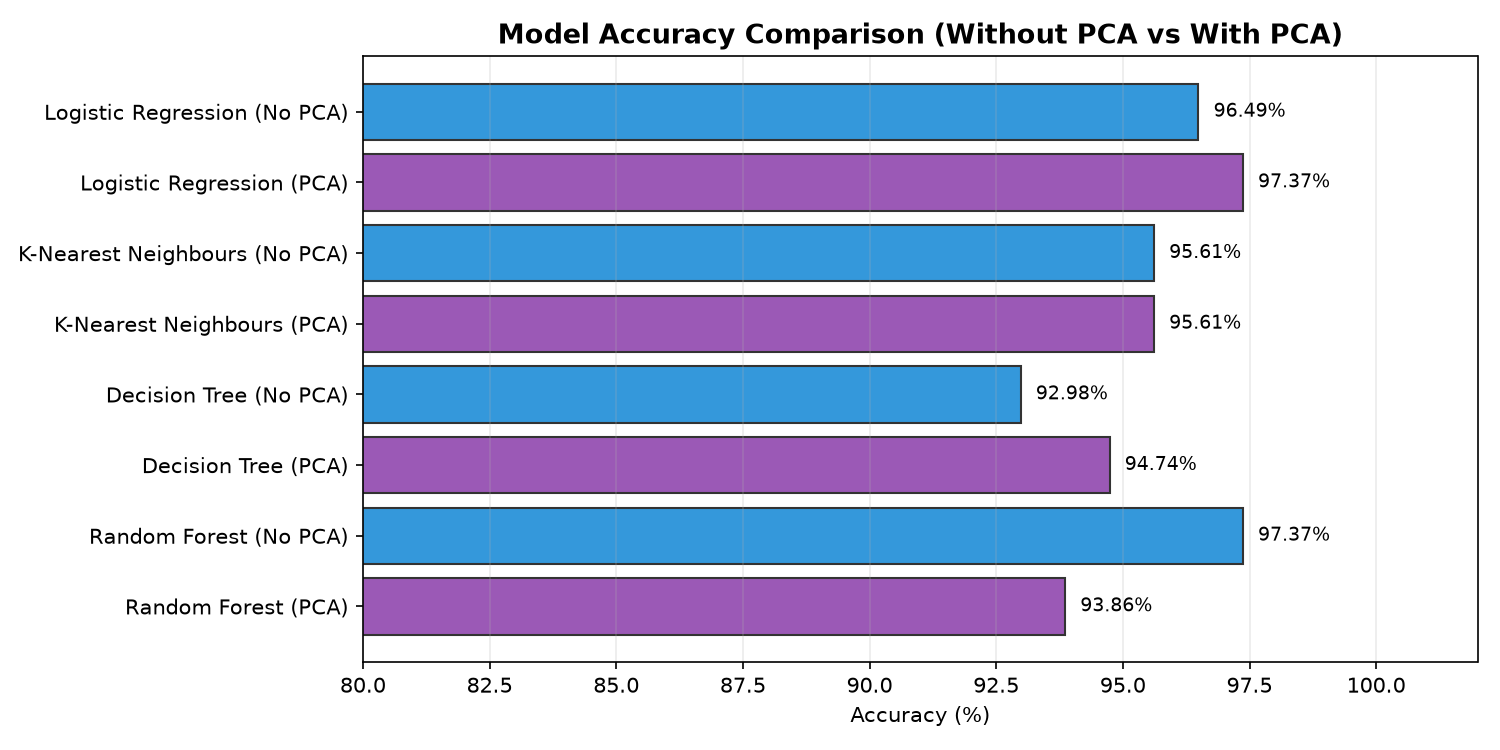 Model Accuracy Comparison (Without PCA vs With PCA)
Logistic Regression (No PCA) 96.49%
Logistic Regression (PCA) 97.37%
K-Nearest Neighbours (No PCA) 95.61%
K-Nearest Neighbours (PCA) 95.61%
Decision Tree (No PCA) 92.98%
Decision Tree (PCA) 94.74%
Random Forest (No PCA) 97.37%
Random Forest (PCA) 93.86%
80.0 82.5 85.0 87.5 90.0 92.5 95.0 97.5 100.0
Accuracy (%)